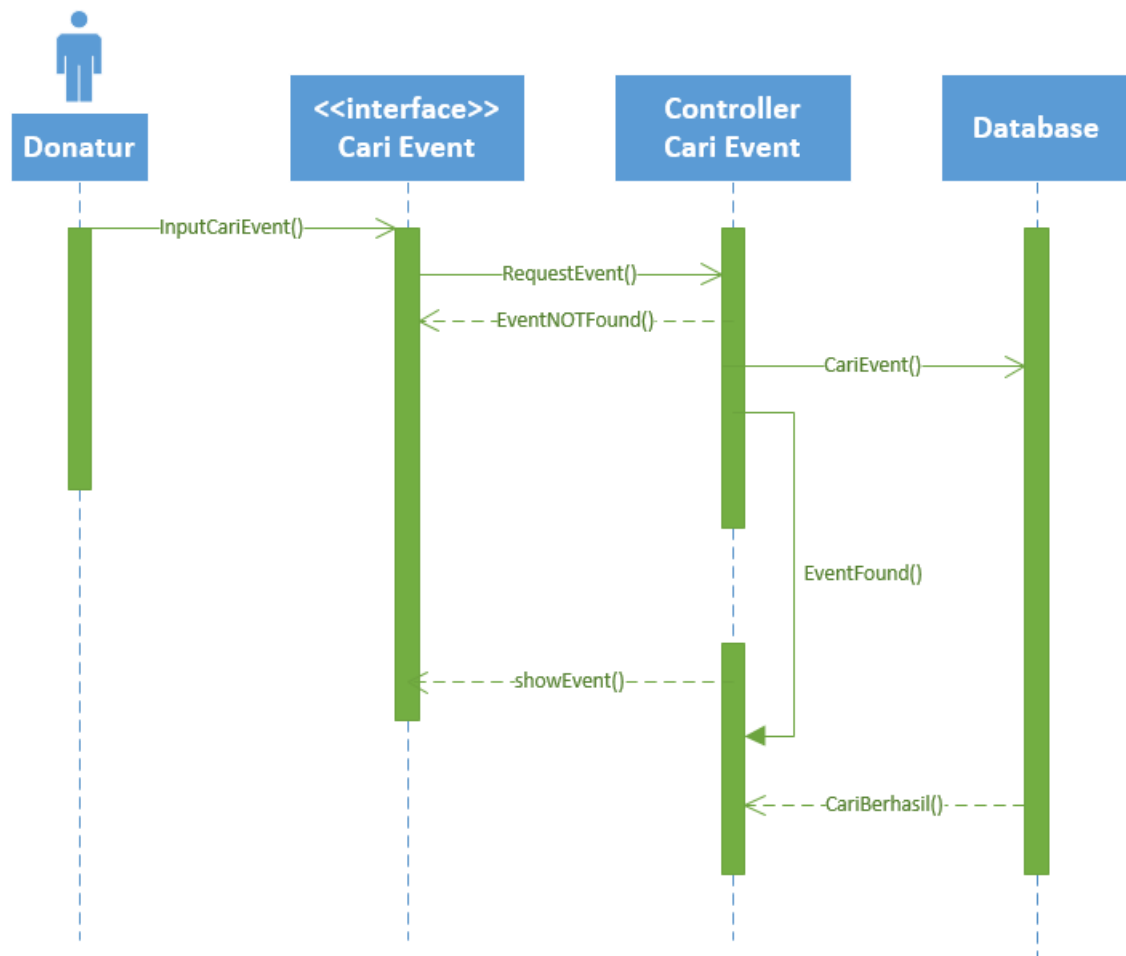 Donatur
<<interface>>
Cari Event
Controller
Cari Event
Database
InputCariEvent()
RequestEvent()
EventNOTFound()
CariEvent()
EventFound()
showEvent()
CariBerhasil()